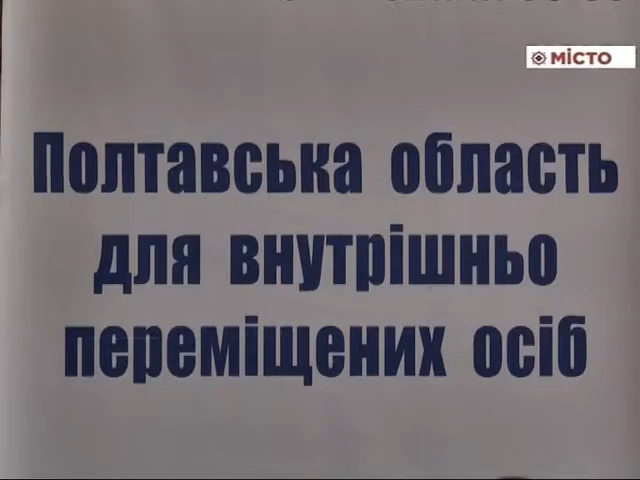 МІСТО
Полтавська область
для внутрішньо
переміщених осіб